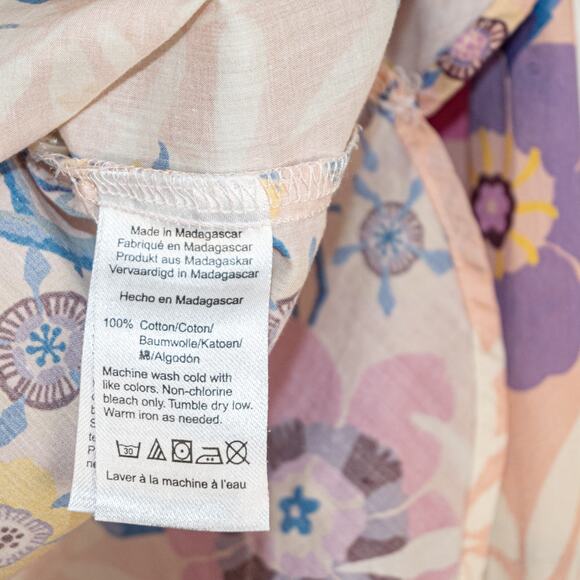 Made in Madagascar
Fabriqué en Madagascar
Produkt aus Madagaskar
Vervaardigd in Madagascar
Hecho en Madagascar
100% Cotton/Coton/
Baumwolle/Katoen/
綿/Algodón
Machine wash cold with
like colors. Non-chlorine
bleach only. Tumble dry low.
Warm iron as needed.
30
Laver à la machine à l'eau